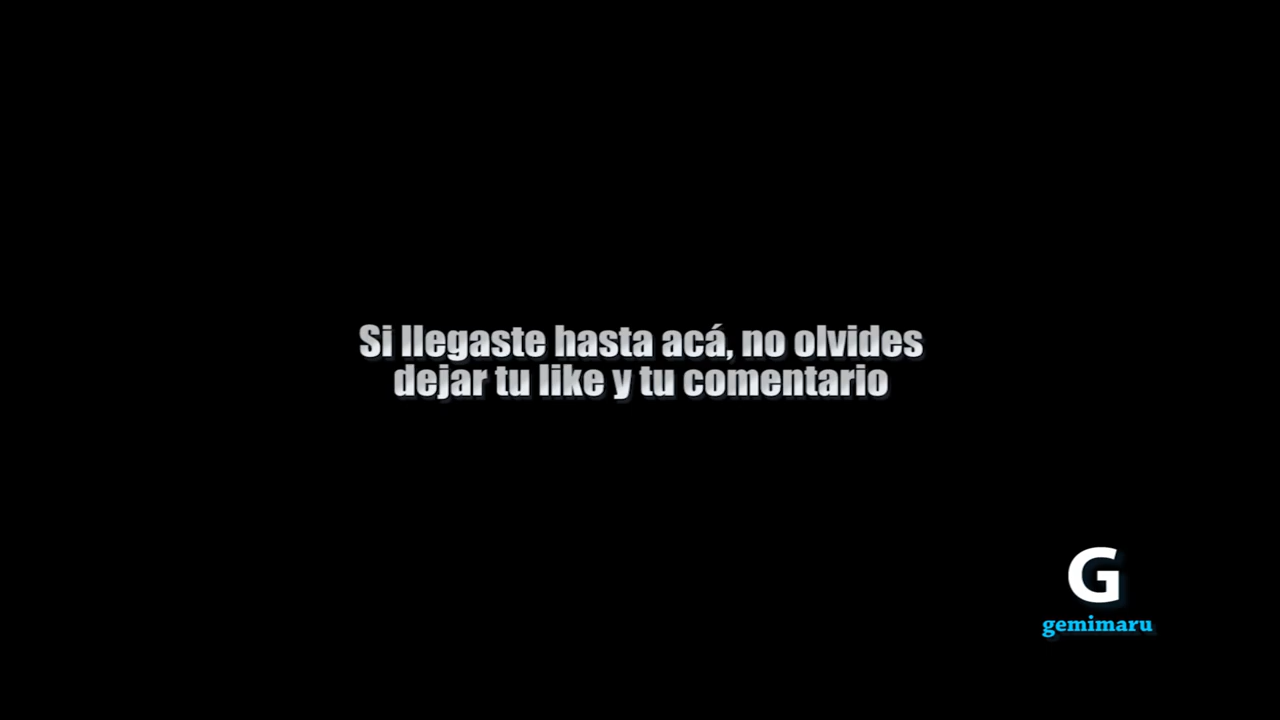 Si llegaste hasta acá, no olvides
dejar tu like y tu comentario
G
gemimaru